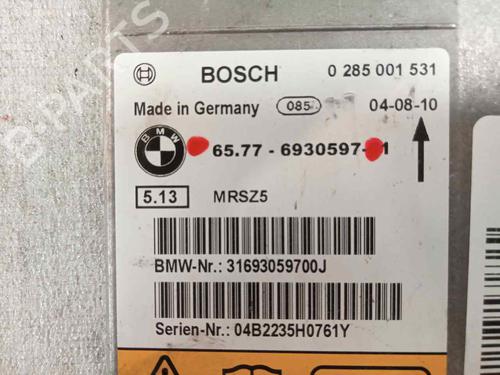 BOSCH 0 285 001 531
Made in Germany 085 04-08-10
65.77 - 6930597- 1
5.13 MRSZ5
BMW-Nr.: 31693059700J
Serien-Nr.: 04B2235H0761Y
B-PARTS